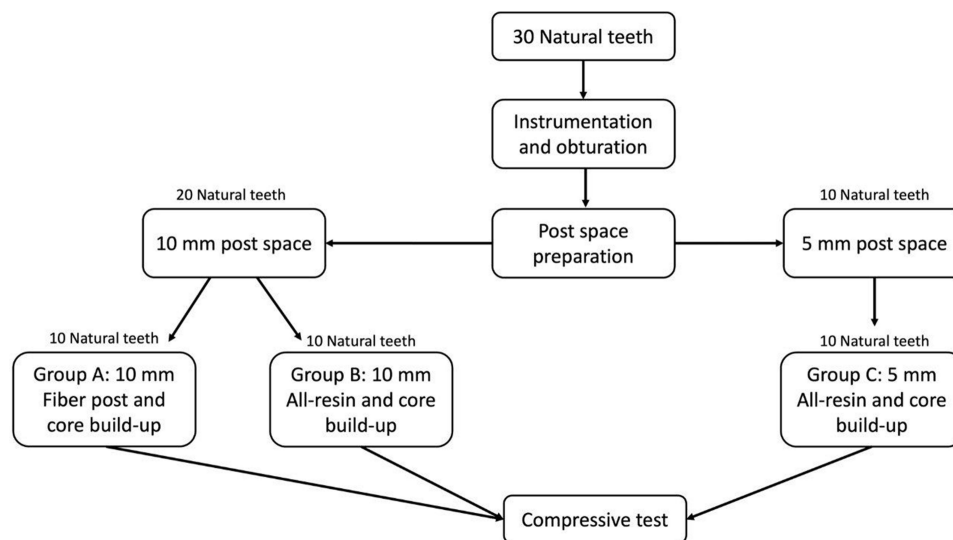 30 Natural teeth
Instrumentation
and obturation
20 Natural teeth
10 Natural teeth
10 mm post space
Post space
preparation
5 mm post space
10 Natural teeth
10 Natural teeth
10 Natural teeth
Group A: 10 mm
Fiber post and
core build-up
Group B: 10 mm
All-resin and core
build-up
Group C: 5 mm
All-resin and core
build-up
Compressive test